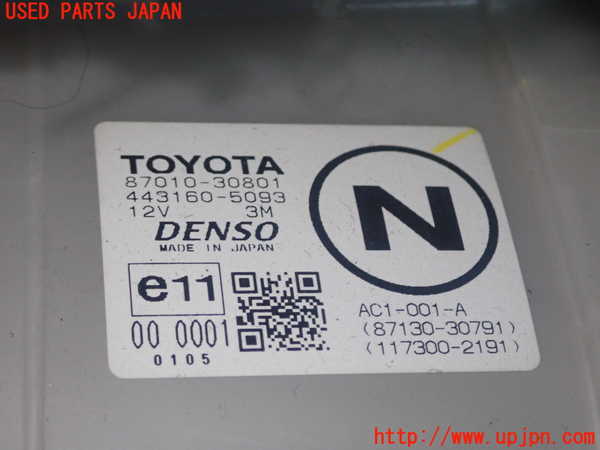 USED PARTS JAPAN
TOYOTA
87010-30801
443160-5093
12V 3M
DENSO
MADE IN JAPAN
N
e11
00 0001
0105
AC1-001-A
(87130-30791)
(117300-2191)
http://www.upjpn.com/